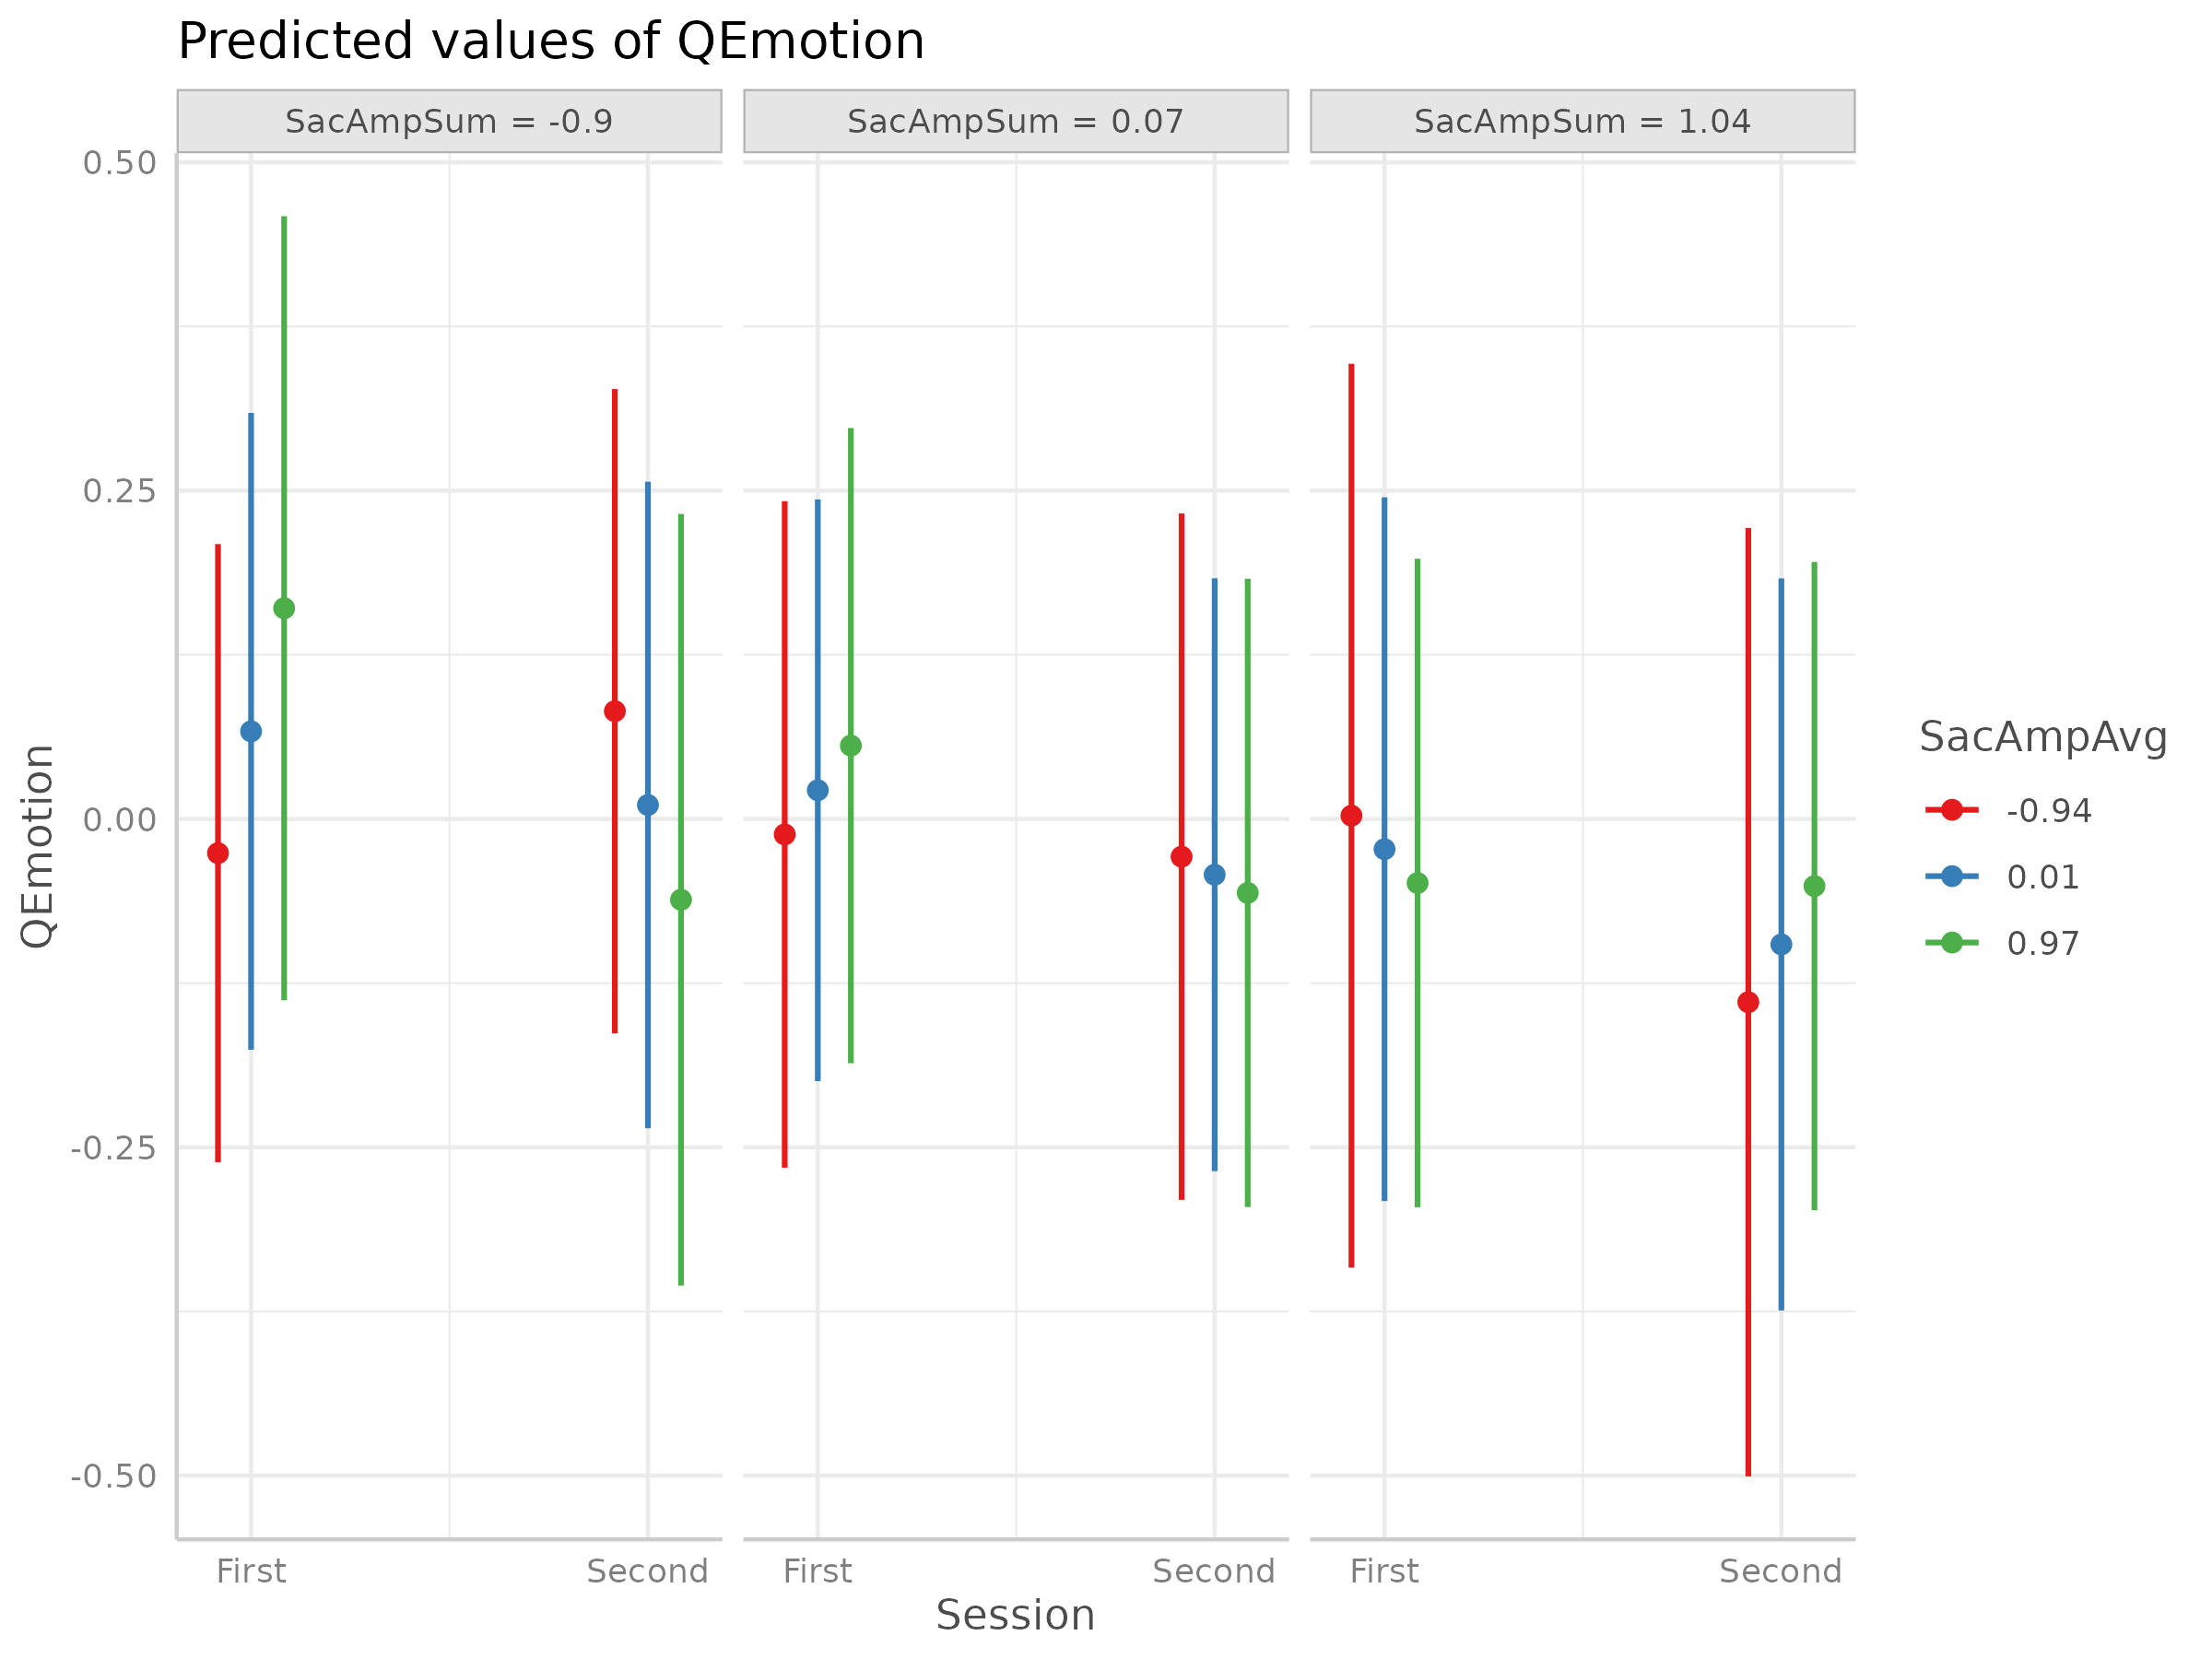 Predicted values of QEmotion
SacAmpSum = -0.9
SacAmpSum = 0.07
SacAmpSum = 1.04
0.50
0.25
0.00
-0.25
-0.50
QEmotion
First
Second
First
Second
First
Second
Session
SacAmpAvg
-0.94
0.01
0.97